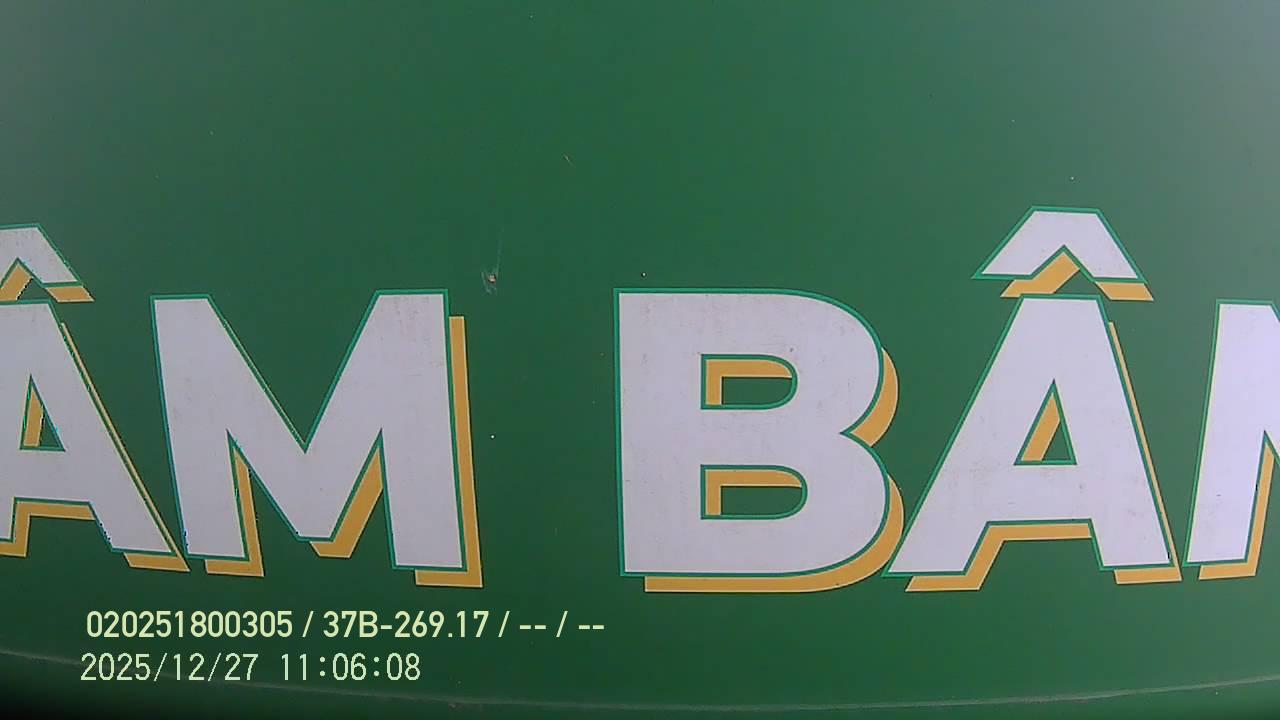 ÂM BÂ
020251800305 / 37B-269.17 / -- / --
2025/12/27 11:06:08